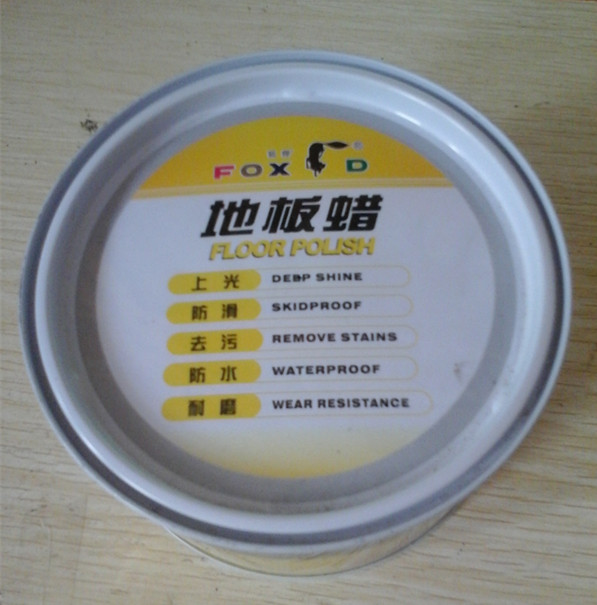 FOX D
地板蜡
FLOOR POLISH
上光 DEEP SHINE
防滑 SKIDPROOF
去污 REMOVE STAINS
防水 WATERPROOF
耐磨 WEAR RESISTANCE